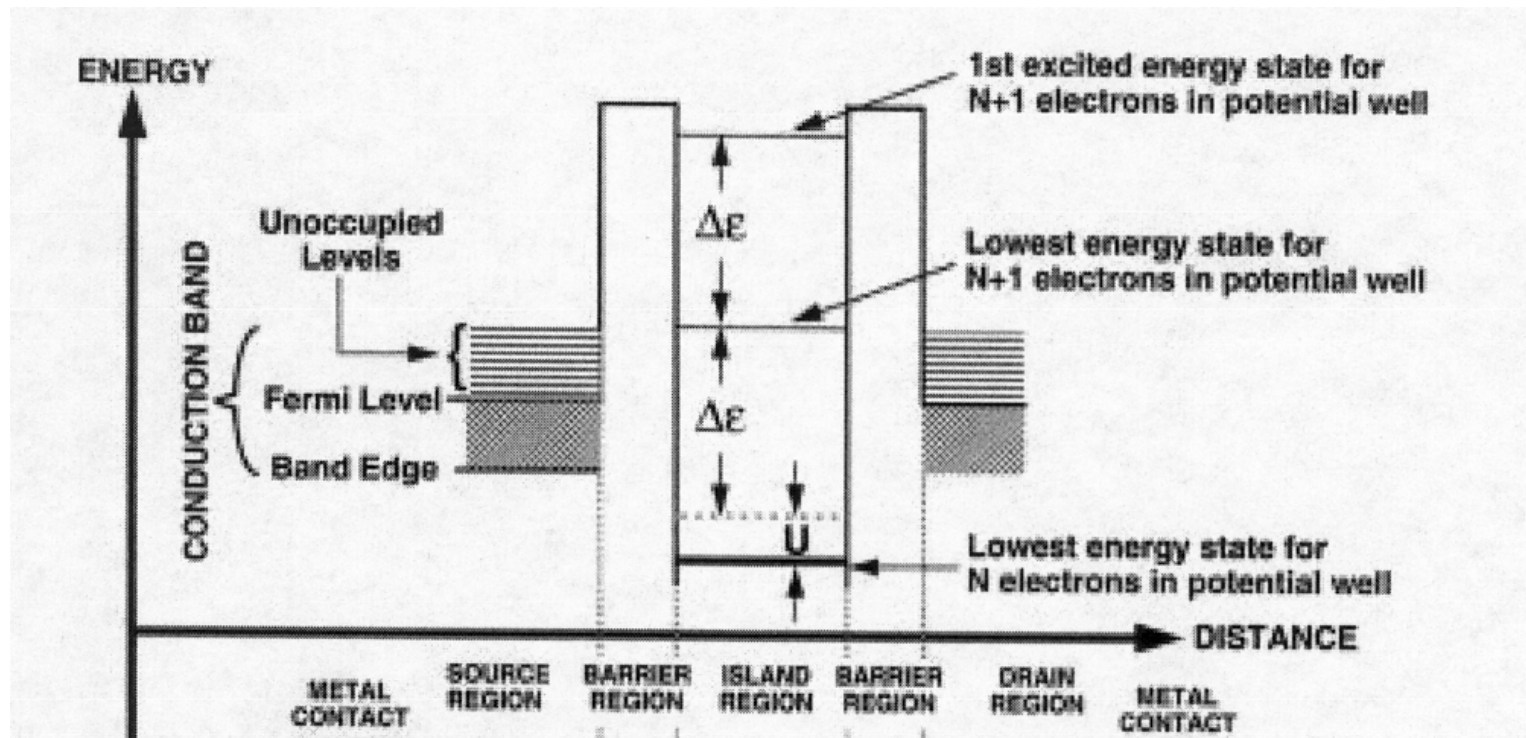 ENERGY
1st excited energy state for
N+1 electrons in potential well
Unoccupied
Levels
Δε
Lowest energy state for
N+1 electrons in potential well
CONDUCTION BAND
Fermi Level
Δε
Band Edge
U
Lowest energy state for
N electrons in potential well
DISTANCE
METAL
CONTACT
SOURCE
REGION
BARRIER
REGION
ISLAND
REGION
BARRIER
REGION
DRAIN
REGION
METAL
CONTACT